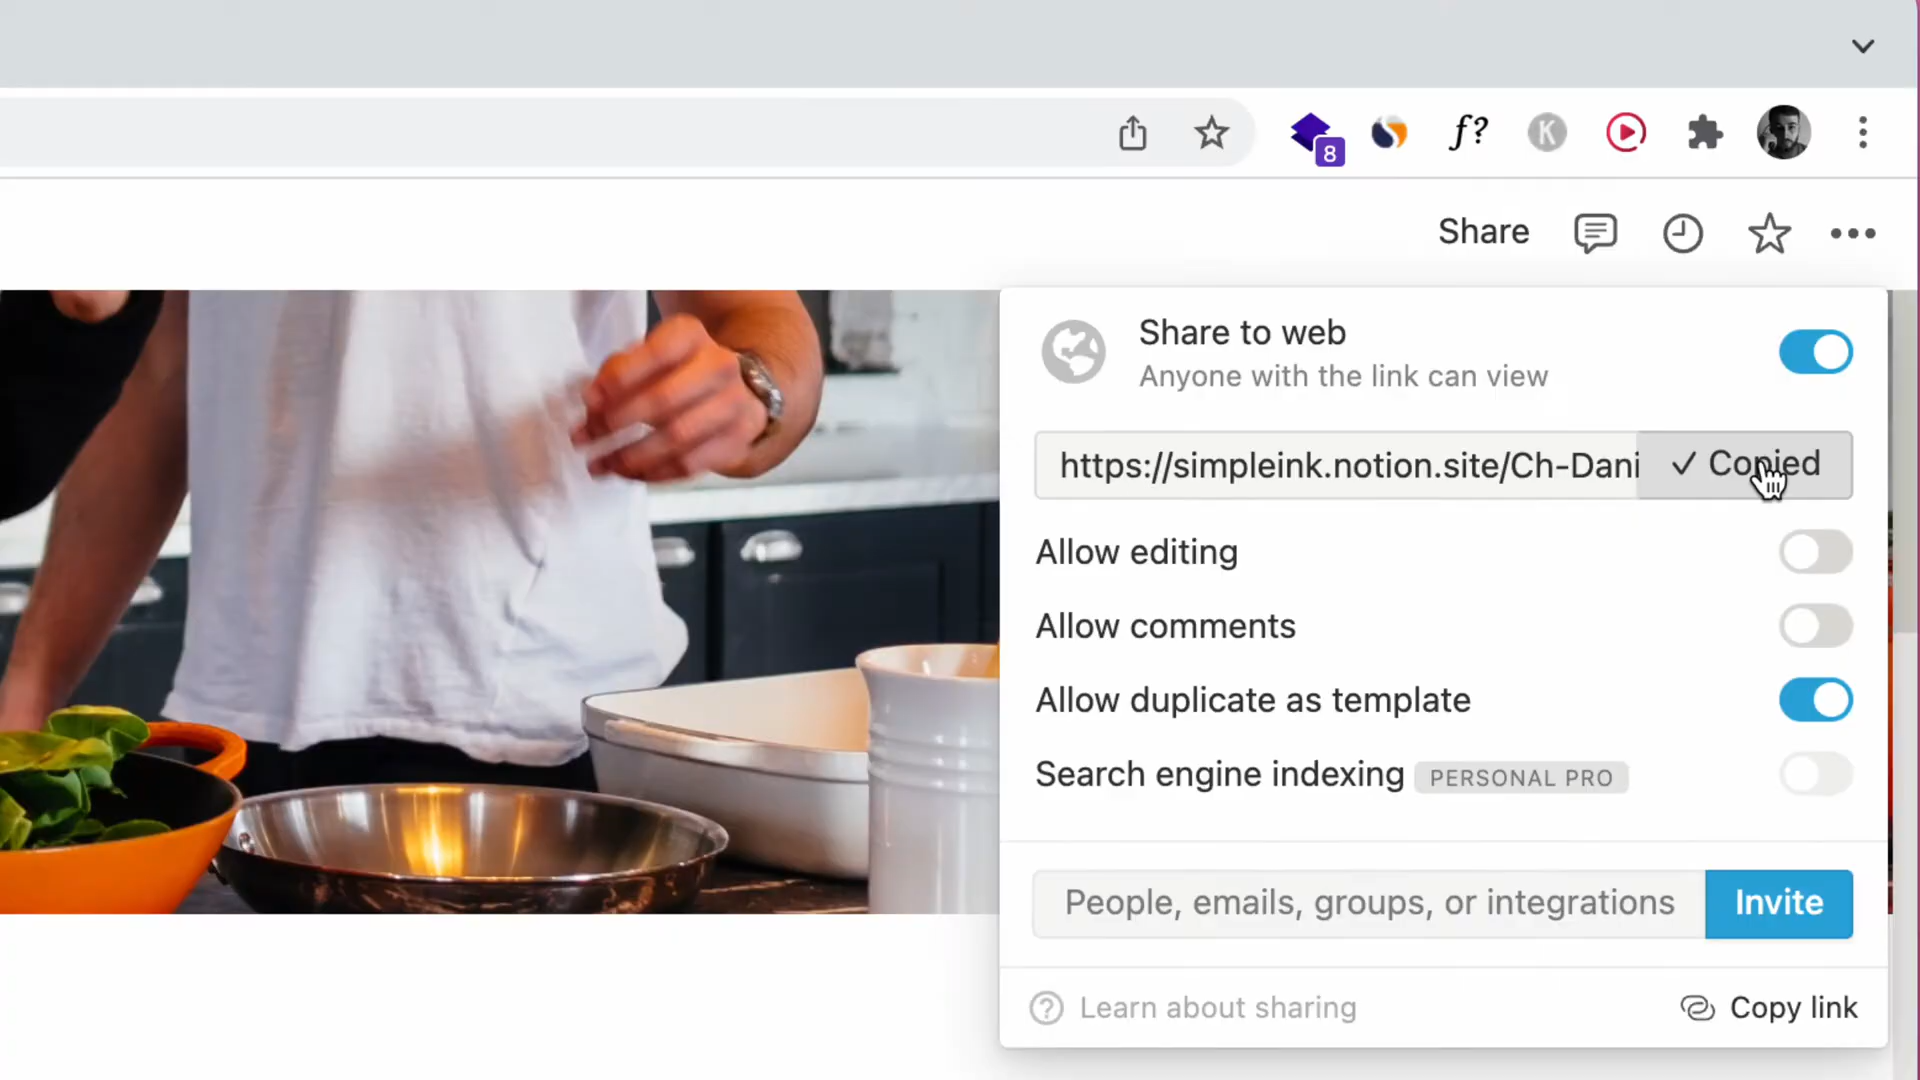 f?
K
8
Share
Share to web
Anyone with the link can view
https://simpleink.notion.site/Ch-Dani
✓ Copied
Allow editing
Allow comments
Allow duplicate as template
Search engine indexing PERSONAL PRO
People, emails, groups, or integrations
Invite
? Learn about sharing
Copy link